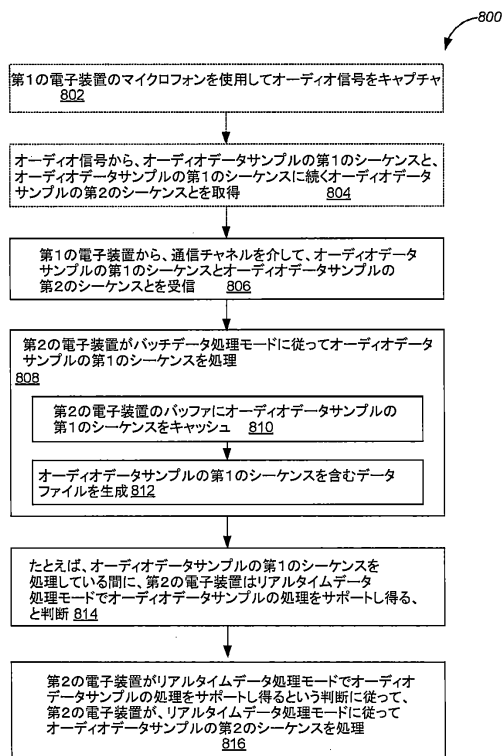 800
第1の電子装置のマイクロフォンを使用してオーディオ信号をキャプチャ
802
オーディオ信号から、オーディオデータサンプルの第1のシーケンスと、
オーディオデータサンプルの第1のシーケンスに続くオーディオデータ
サンプルの第2のシーケンスとを取得 804
第1の電子装置から、通信チャネルを介して、オーディオデータ
サンプルの第1のシーケンスとオーディオデータサンプルの
第2のシーケンスとを受信 806
第2の電子装置がバッチデータ処理モードに従ってオーディオデータ
サンプルの第1のシーケンスを処理
808
第2の電子装置のバッファにオーディオデータサンプルの
第1のシーケンスをキャッシュ 810
オーディオデータサンプルの第1のシーケンスを含むデータ
ファイルを生成 812
たとえば、オーディオデータサンプルの第1のシーケンスを
処理している間に、第2の電子装置はリアルタイムデータ
処理モードでオーディオデータサンプルの処理をサポートし得る、
と判断 814
第2の電子装置がリアルタイムデータ処理モードでオーディオ
データサンプルの処理をサポートし得るという判断に従って、
第2の電子装置が、リアルタイムデータ処理モードに従って
オーディオデータサンプルの第2のシーケンスを処理
816